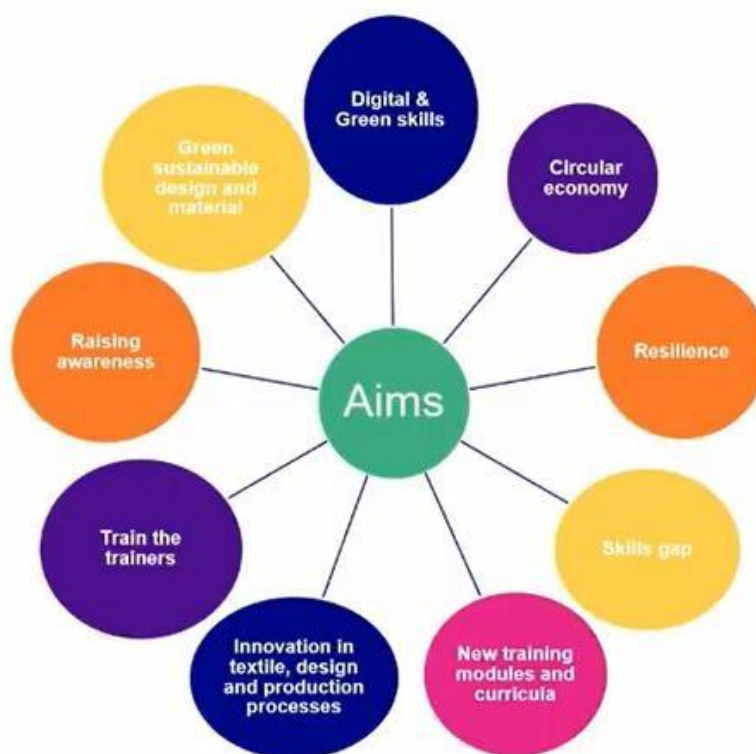 Digital &
Green skills
Circular
economy
Resilience
Skills gap
New training
modules and
curricula
Innovation in
textile, design
and production
processes
Train the
trainers
Raising
awareness
Green
sustainable
design and
material
Aims